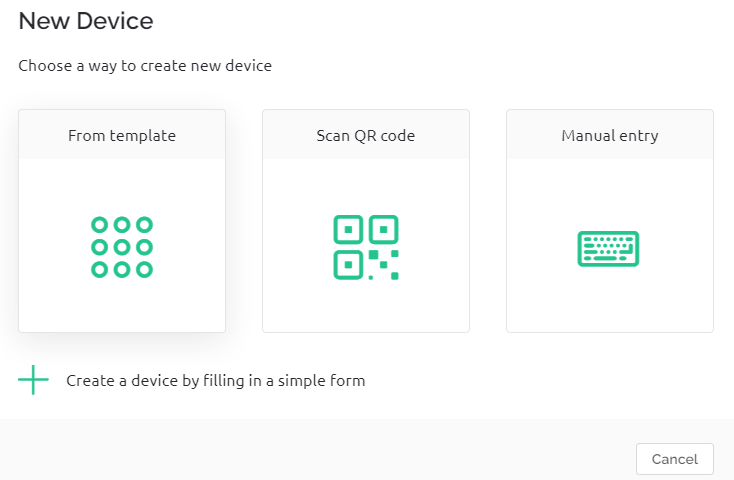 New Device
Choose a way to create new device
From template
Scan QR code
Manual entry
Create a device by filling in a simple form
Cancel